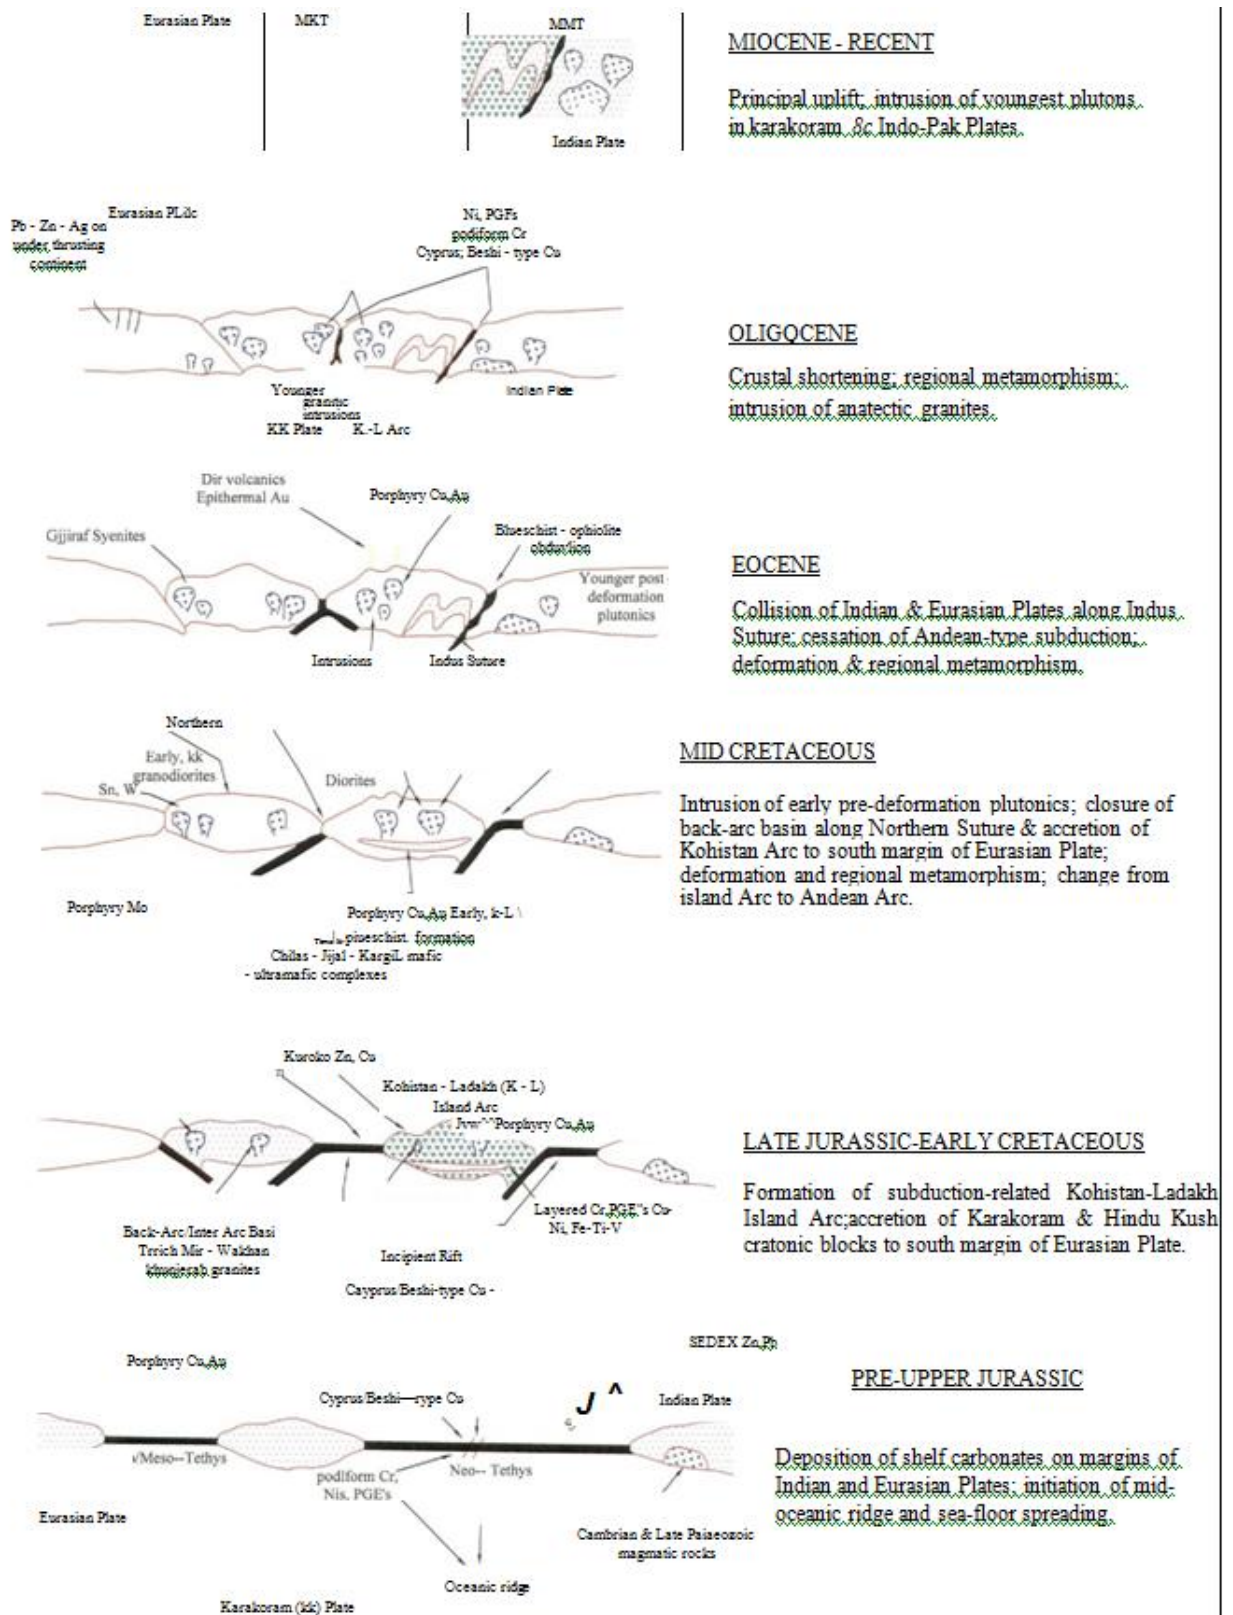 Eurasian Plate
MKT
MMT
Indian Plate
MIOCENE - RECENT
Principal uplift; intrusion of youngest plutons
in karakoram &c Indo-Pak Plates.
Pb - Zn - Ag on
under thrusting
continent
Eurasian PLilc
Ni, PGFs
podiform Cr
Cyprus; Beshi - type Cu
Younger
granitic
intrusions
KK Plate
K.-L Arc
Indian Plate
OLIGQCENE
Crustal shortening; regional metamorphism;
intrusion of anatectic granites.
Dir volcanics
Epithermal Au
Porphyry Cu,Au
Gjjiraf Syenites
Blueschist - ophiolite
Younger post -
deformation
plutonics
Intrusions
Indus Suture
EOCENE
Collision of Indian & Eurasian Plates along Indus
Suture; cessation of Andean-type subduction;
deformation & regional metamorphism.
Northern
Early, kk
granodiorites
Sn, W
Diorites
Porphyry Mo
Porphyry Cu,Au Early, k-L \
piueschist. formation
Chilas - Jijal - KargiL mafic
- ultramafic complexes
MID CRETACEOUS
Intrusion of early pre-deformation plutonics; closure of
back-arc basin along Northern Suture & accretion of
Kohistan Arc to south margin of Eurasian Plate;
deformation and regional metamorphism; change from
island Arc to Andean Arc.
Kuroko Zn, Cu
Kohistan - Ladakh (K - L)
Island Arc
Porphyry Cu,Au
Layered Cr,PGE"s Cu-
Ni, Fe-Ti-V
Back-Arc/Inter Arc Basi
Trrich Mir - Wakhan
khunjerab granites
Incipient Rift
Cayprus/Beshi-type Cu -
LATE JURASSIC-EARLY CRETACEOUS
Formation of subduction-related Kohistan-Ladakh
Island Arc;accretion of Karakoram & Hindu Kush
cratonic blocks to south margin of Eurasian Plate.
SEDEX Zn,Pb
Porphyry Cu,Au
Cyprus/Beshi—rype Cu
J ^
Indian Plate
\/Meso--Tethys
podiform Cr,
Nis, PGE's
Neo-- Tethys
Eurasian Plate
Cambrian & Late Paiaeozoic
magmatic rocks
Oceanic ridge
Karakoram (kk) Plate
PRE-UPPER JURASSIC
Deposition of shelf carbonates on margins of
Indian and Eurasian Plates; initiation of mid-
oceanic ridge and sea-floor spreading.